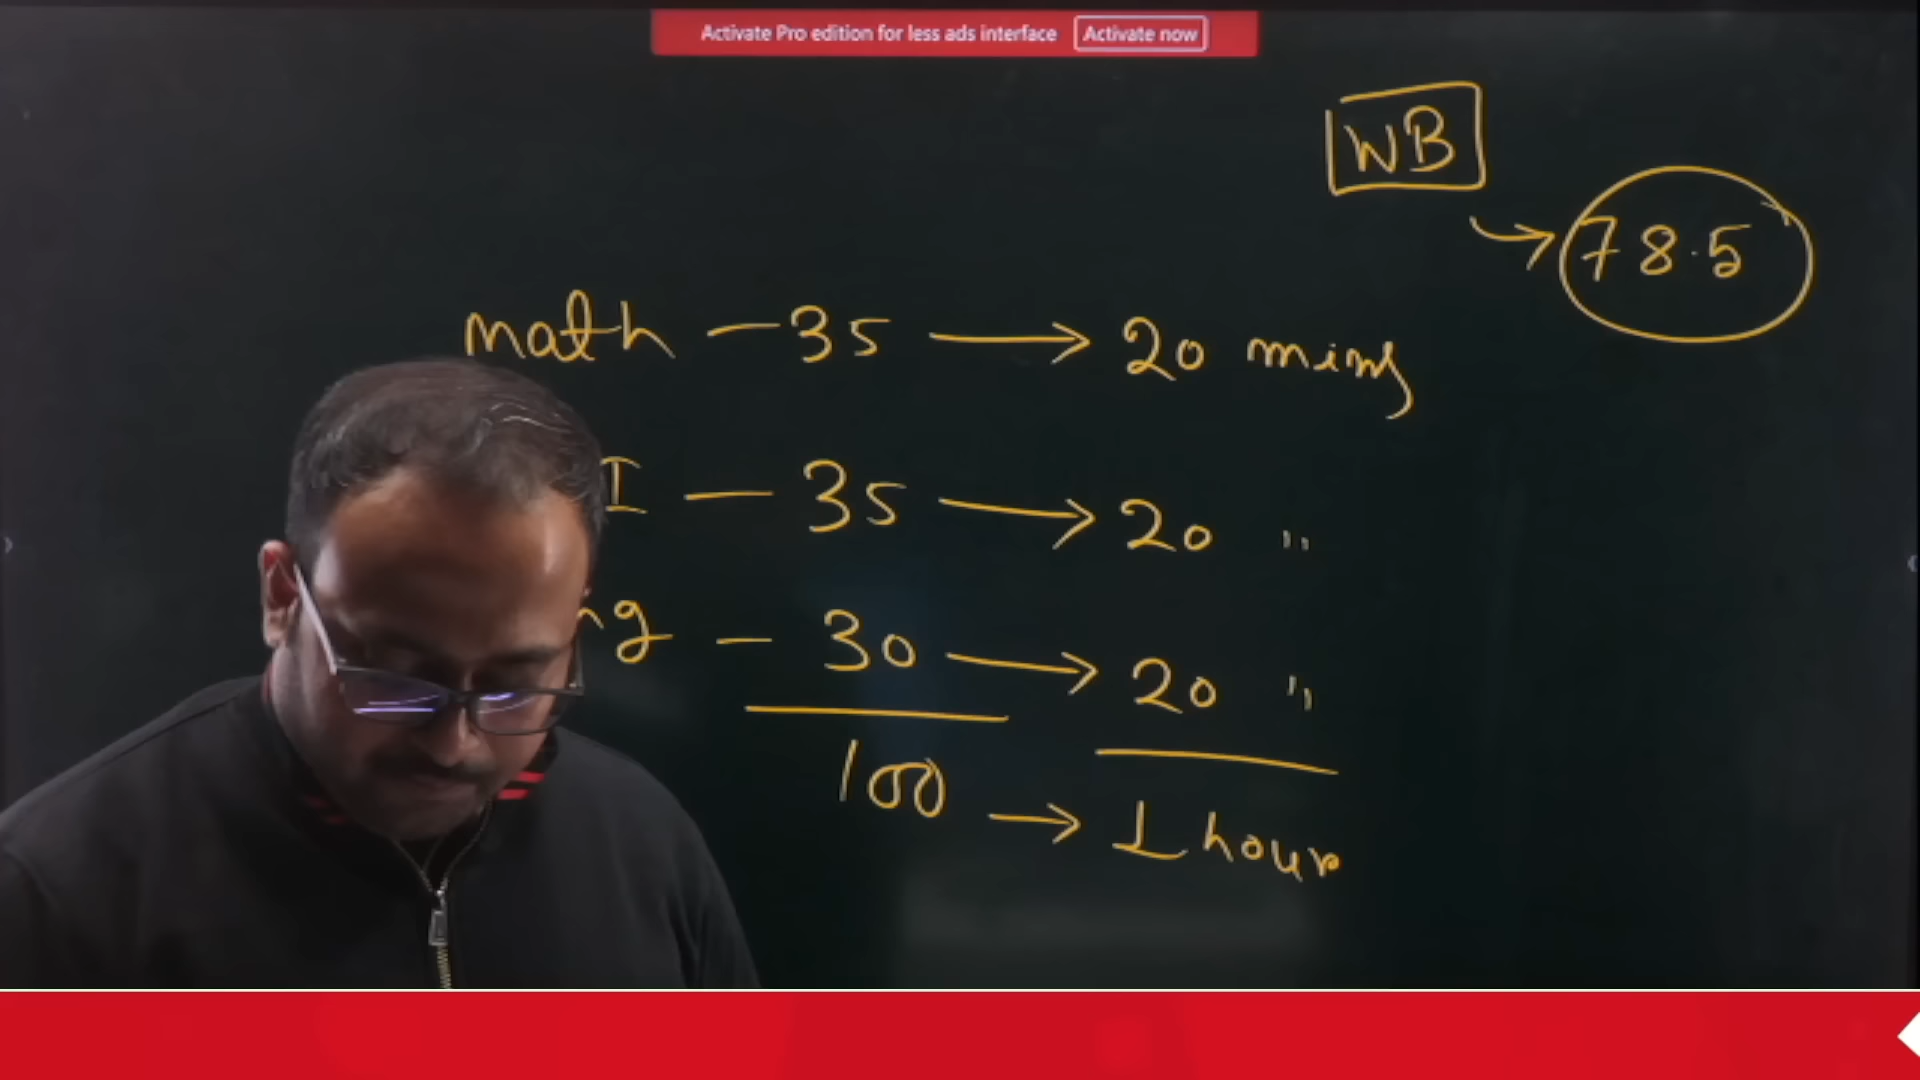 Activate Pro edition for less ads interface Activate now
WB
→ 78.5
math — 35 → 20 mins
I — 35 → 20 "
— 30 → 20 "
100 → 1 hour